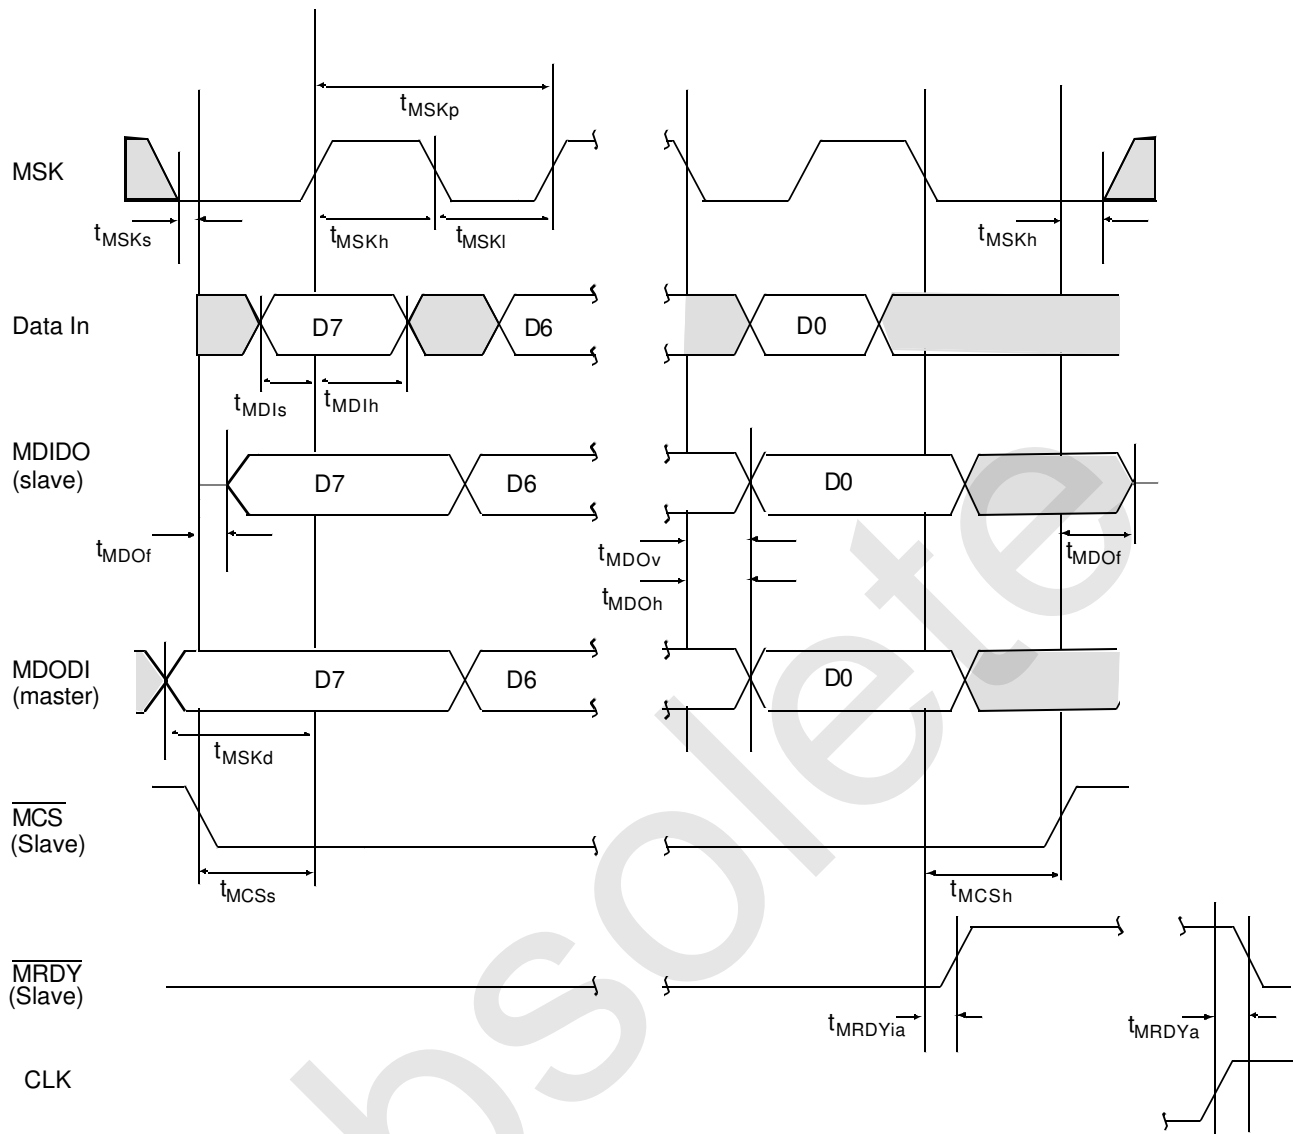 tMSKp
MSK
tMSKs
tMSKh
tMSKl
tMSKh
Data In
D7
D6
D0
tMDIs
tMDIh
MDIDO
(slave)
D7
D6
D0
tMDOf
tMDOv
tMDOf
tMDOh
MDODI
(master)
D7
D6
D0
tMSKd
MCS
(Slave)
tMCSs
tMCSh
MRDY
(Slave)
tMRDYia
tMRDYa
CLK
bsolete